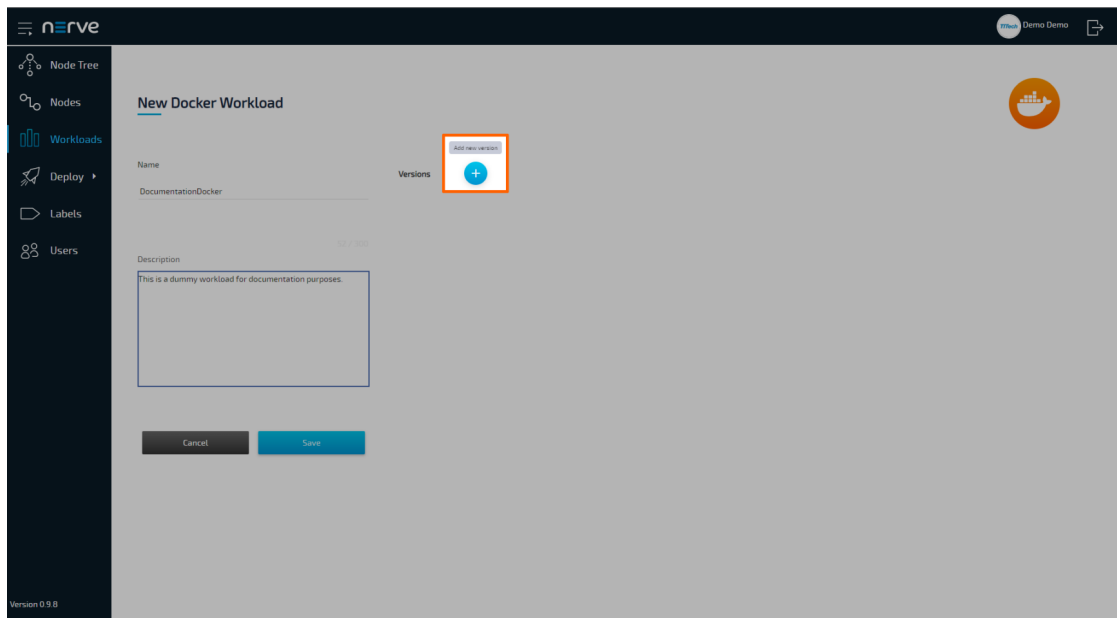 nerve
Demo Demo
Node Tree
Nodes
Workloads
Deploy
Labels
Users
New Docker Workload
Add new version
Name
Versions
DocumentationDocker
Description
This is a dummy workload for documentation purposes.
Cancel
Save
Version 0.9.8